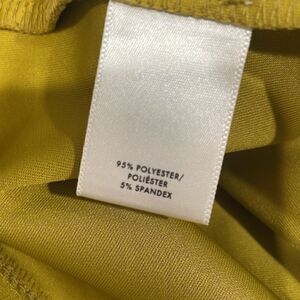 95% POLYESTER/
POLIÉSTER
5% SPANDEX